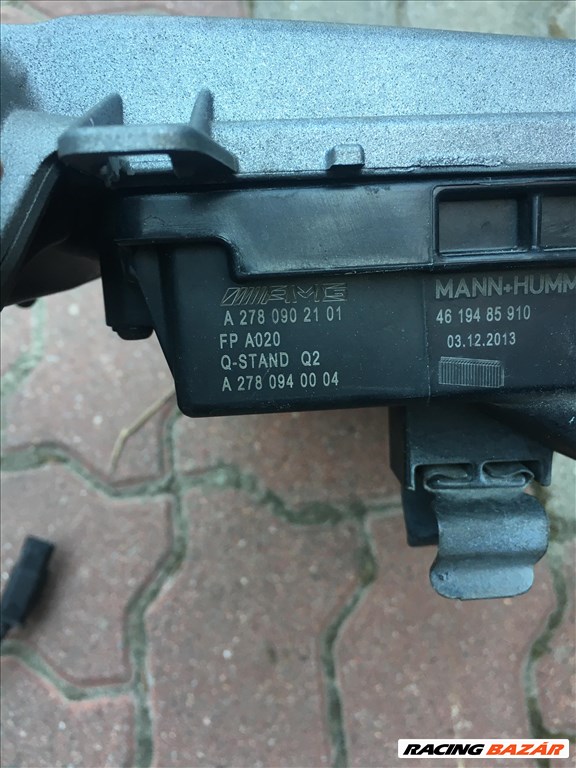 AMG
A 278 090 21 01
FP A020
Q-STAND Q2
A 278 094 00 04
MANN+HUMM
46 194 85 910
03.12.2013
RACING BAZÁR